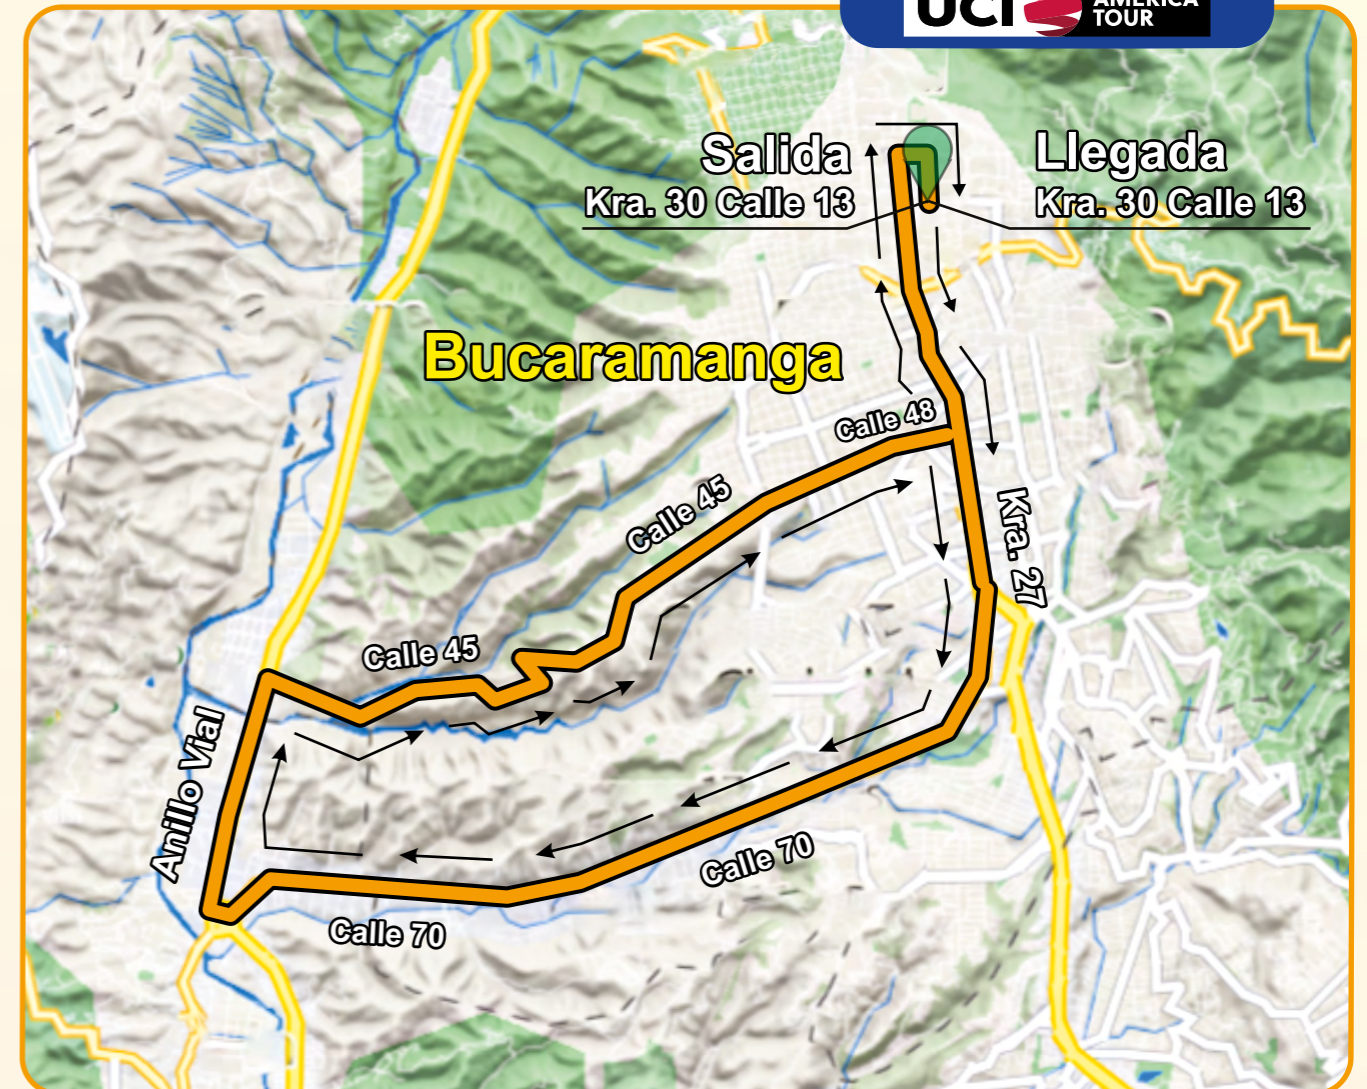 UCI AMERICA
TOUR
Salida
Kra. 30 Calle 13
Llegada
Kra. 30 Calle 13
Bucaramanga
Calle 48
Calle 45
Kra. 27
Calle 45
Anillo Vial
Calle 70
Calle 70